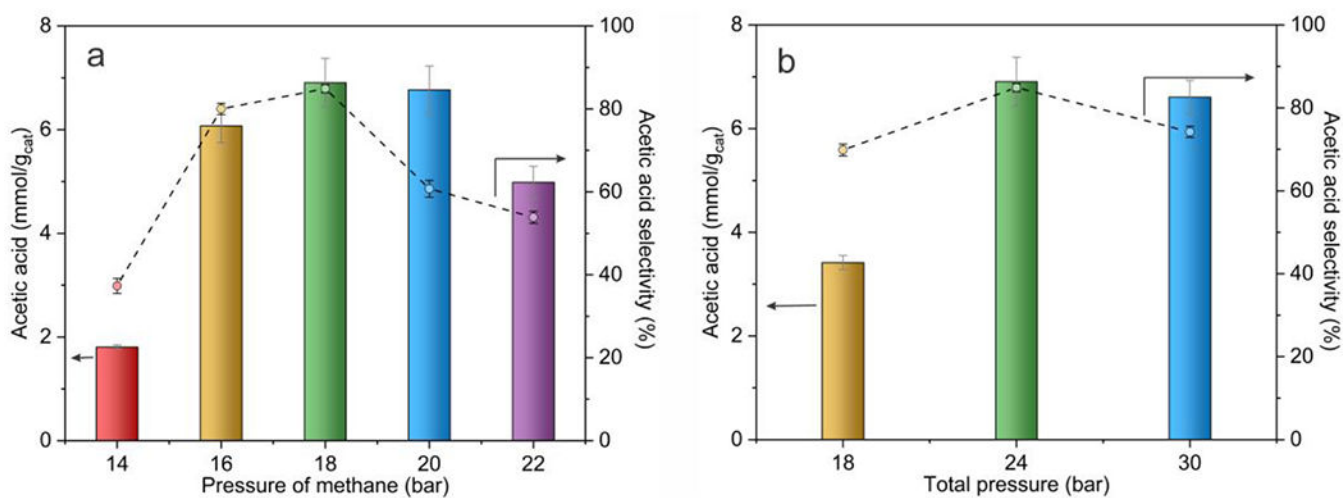 a
Acetic acid (mmol/g_cat)
8
6
4
2
0
100
80
60
40
20
0
Acetic acid selectivity (%)
14 16 18 20 22
Pressure of methane (bar)
b
Acetic acid (mmol/g_cat)
8
6
4
2
0
100
80
60
40
20
0
Acetic acid selectivity (%)
18 24 30
Total pressure (bar)